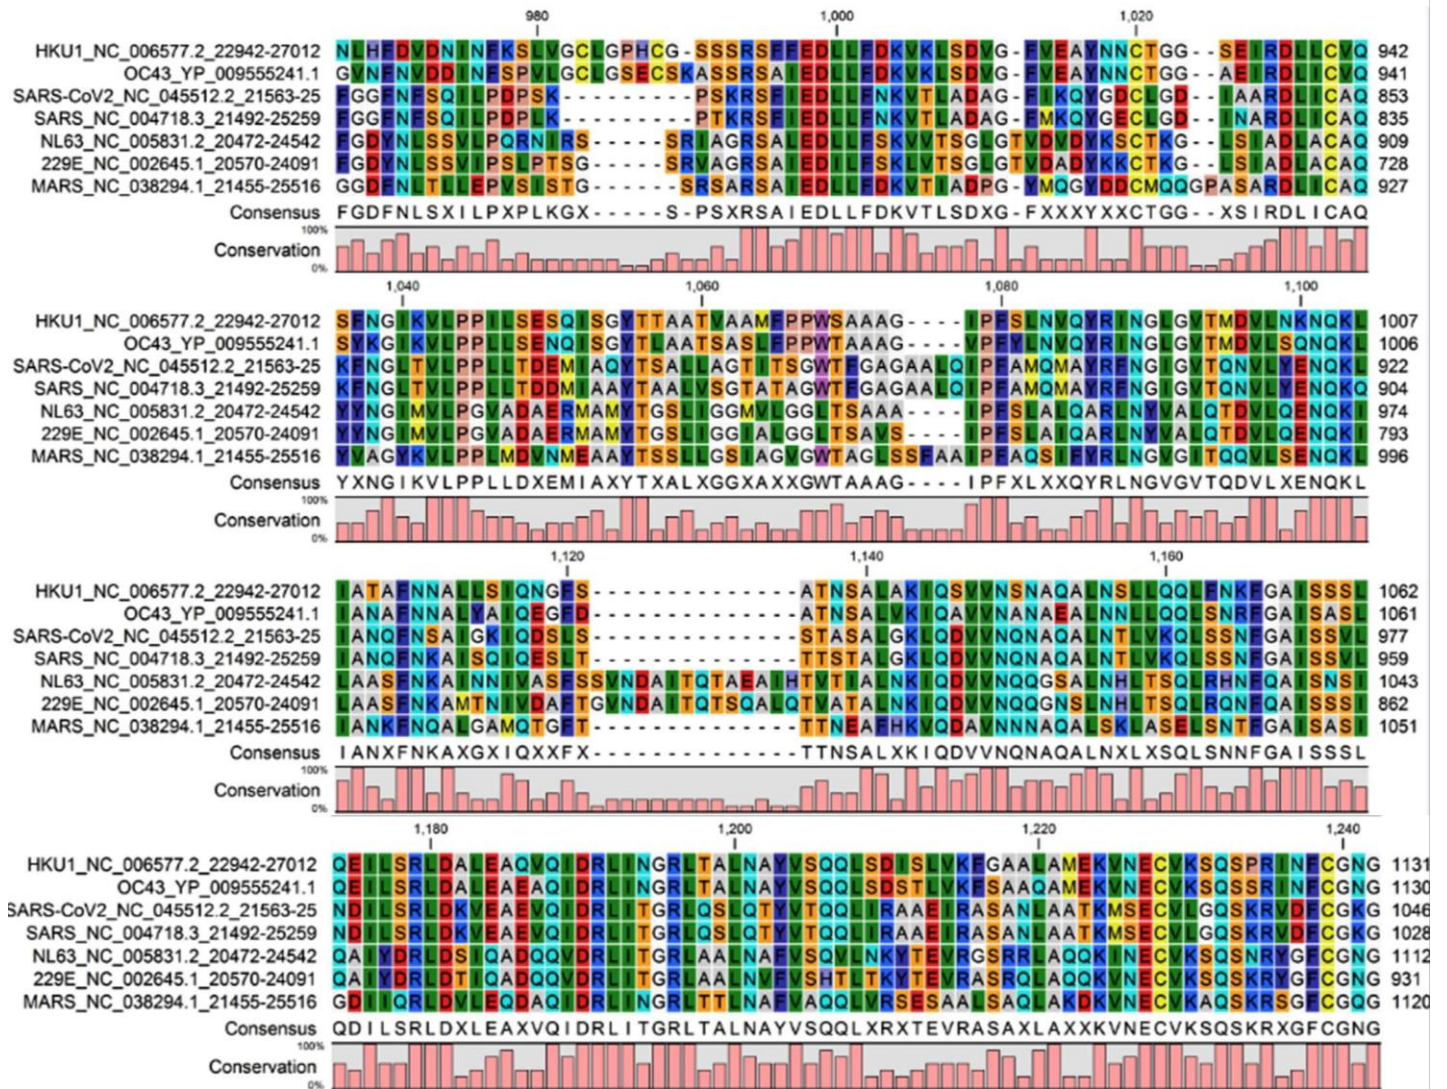 980 1,000 1,020
HKU1_NC_006577.2_22942-27012 NLHFDVDNINFKSLVGCLGPHCG-SSSRSFFEDLLFDKVKLSDVG-FVEAYNNCTGG--SEIRDLLCVQ 942
OC43_YP_009555241.1 GVNFNVDDINFSPVLGCLGSECSKASSRSAIEDLLFDKVKLSDVG-FVEAYNNCTGG--AEIRDLICVQ 941
SARS-CoV2_NC_045512.2_21563-25 FGGFNFSQILPDPSK---------PSKRSFIEDLLFNKVTLADAG-FIKQYGDCLGD--IAARDLICAQ 853
SARS_NC_004718.3_21492-25259 FGGFNFSQILPDPLK---------PTKRSFIEDLLFNKVTLADAG-FMKQYGECLGD--INARDLICAQ 835
NL63_NC_005831.2_20472-24542 FGDYNLSSVLPQRNIRS-----SRIAGRSALEDLLFSKVVTSGLGTVDVDYKSCTKG--LSIADLACAQ 909
229E_NC_002645.1_20570-24091 FGDYNLSSVIPSLPTSG-----SRVAGRSAIEDILFSKLVTSGLGTVDADYKKCTKG--LSIADLACAQ 728
MARS_NC_038294.1_21455-25516 GGDFNLTLLEPVSISTG------SRSARSAIEDLLFDKVTIADPG-YMQGYDDCMQQGPASARDLICAQ 927
Consensus FGDFNLSXILPXPLKGX-----S-PSXRSAIEDLLFDKVTLSDXG-FXXXYXXCTGG--XSIRDLICAQ
100%
Conservation
0%
1,040 1,060 1,080 1,100
HKU1_NC_006577.2_22942-27012 SFNGIKVLPPILSESQISGYTTAATVAAMFPPWSAAAG----IPFSLNVQYRINGLGVTMDVLNKNQKL 1007
OC43_YP_009555241.1 SYKGIKVLPPLLSENQISGYTLAATSASLFPPWTAAAG----VPFYLNVQYRINGLGVTMDVLSQNQKL 1006
SARS-CoV2_NC_045512.2_21563-25 KFNGLTVLPPLLTDEMIAQYTSALLAGTITSGWTFGAGAALQIPFAMQMAYRFNGIGVTQNVLYENQKL 922
SARS_NC_004718.3_21492-25259 KFNGLTVLPPLLTDDMIAAYTAALVSGTATAGWTFGAGAALQIPFAMQMAYRFNGIGVTQNVLYENQKQ 904
NL63_NC_005831.2_20472-24542 YYNGIMVLPGVADAERMAMYTGSLIGGMVLGGLTSAAA----IPFSLALQARLNYVALQTDVLQENQKI 974
229E_NC_002645.1_20570-24091 YYNGIMVLPGVADAERMAMYTGSLIGGIALGGLTSAVS----IPFSLAIQARLNYVALQTDVLQENQKI 793
MARS_NC_038294.1_21455-25516 YVAGYKVLPPLMDVNMEAAYTSSLLGSIAGVGWTAGLSSFAAIPFAQSIFYRLNGVGITQQVLSENQKL 996
Consensus YXNGIKVLPPLLDXEMIAXYTXALXGGXAXXGWTAAAG----IPFXLXXQYRLNGVGVTQDVLXENQKL
100%
Conservation
0%
1,120 1,140 1,160
HKU1_NC_006577.2_22942-27012 IATAFNNALLSIQNGFS--------------ATNSALAKIQSVVNSNAQALNSLLQQLFNKFGAISSSL 1062
OC43_YP_009555241.1 IANAFNNALYAIQEGFD--------------ATNSALVKIQAVVNANAEALNNLLQQLSNRFGAISASL 1061
SARS-CoV2_NC_045512.2_21563-25 IANQFNSAIGKIQDSLS--------------STASALGKLQDVVNQNAQALNTLVKQLSSNFGAISSVL 977
SARS_NC_004718.3_21492-25259 IANQFNKAISQIQESLT--------------TTSTALGKLQDVVNQNAQALNTLVKQLSSNFGAISSVL 959
NL63_NC_005831.2_20472-24542 LAASFNKAINNIVASFSSVNDAITQTAEAIHTVTIALNKIQDVVNQQGSALNHLTSQLRHNFQAISNSI 1043
229E_NC_002645.1_20570-24091 LAASFNKAMTNIVDAFTGVNDAITQTSQALQTVATALNKIQDVVNQQGNSLNHLTSQLRQNFQAISSSI 862
MARS_NC_038294.1_21455-25516 IANKFNQALGAMQTGFT--------------TTNEAFHKVQDAVNNNAQALSKLASELSNTFGAISASI 1051
Consensus IANXFNKAXGXIQXXFX--------------TTNSALXKIQDVVNQNAQALNXLXSQLSNNFGAISSSL
100%
Conservation
0%
1,180 1,200 1,220 1,240
HKU1_NC_006577.2_22942-27012 QEILSRLDALEAQVQIDRLINGRLTALNAYVSQQLSDISLVKFGAALAMEKVNECVKSQSPRINFCGNG 1131
OC43_YP_009555241.1 QEILSRLDALEAEAQIDRLINGRLTALNAYVSQQLSDSTLVKFSAAQAMEKVNECVKSQSSRINFCGNG 1130
SARS-CoV2_NC_045512.2_21563-25 NDILSRLDKVEAEVQIDRLITGRLQSLQTYVTQQLIRAAEIRASANLAATKMSECVLGQSKRVDFCGKG 1046
SARS_NC_004718.3_21492-25259 NDILSRLDKVEAEVQIDRLITGRLQSLQTYVTQQLIRAAEIRASANLAATKMSECVLGQSKRVDFCGKG 1028
NL63_NC_005831.2_20472-24542 QAIYDRLDSIQADQQVDRLITGRLAALNAFVSQVLNKYTEVRGSRRLAQQKINECVKSQSNRYGFCGNG 1112
229E_NC_002645.1_20570-24091 QAIYDRLDTIQADQQVDRLITGRLAALNVFVSHTLTKYTEVRASRQLAQQKVNECVKSQSKRYGFCGNG 931
MARS_NC_038294.1_21455-25516 GDIIQRLDVLEQDAQIDRLINGRLTTLNAFVAQQLVRSESAALSAQLAKDKVNECVKAQSKRSGFCGQG 1120
Consensus QDILSRLDXLEAXVQIDRLITGRLTALNAYVSQQLXRXTEVRASAXLAXXKVNECVKSQSKRXGFCGNG
100%
Conservation
0%